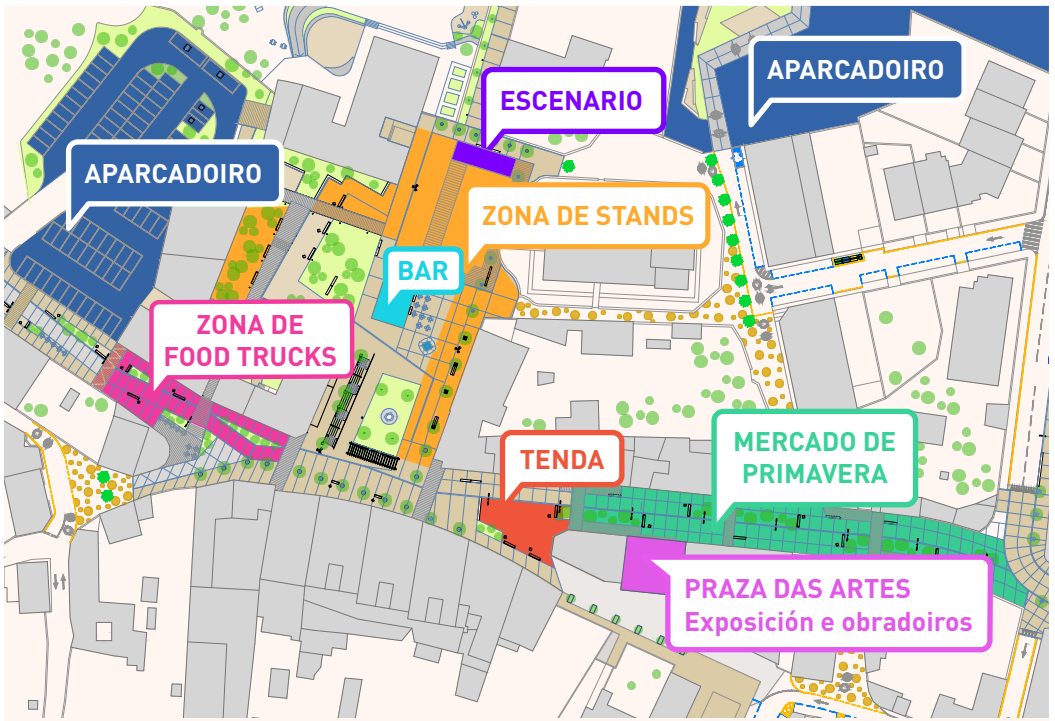 ESCENARIO
APARCADOIRO
APARCADOIRO
ZONA DE STANDS
BAR
ZONA DE
FOOD TRUCKS
TENDA
MERCADO DE
PRIMAVERA
PRAZA DAS ARTES
Exposición e obradoiros